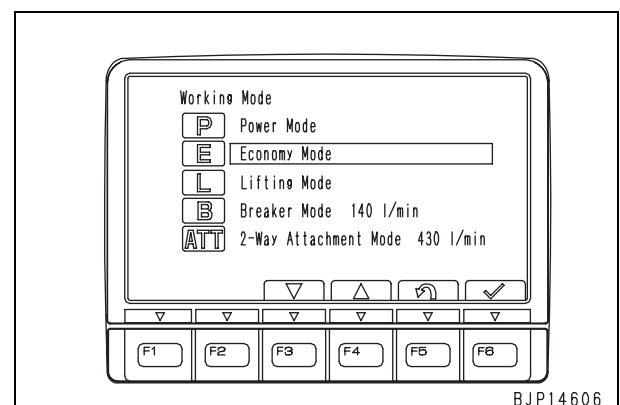 Working Mode
P Power Mode
E Economy Mode
L Lifting Mode
B Breaker Mode 140 l/min
ATT 2-Way Attachment Mode 430 l/min
F1 F2 F3 F4 F5 F6
BJP14606